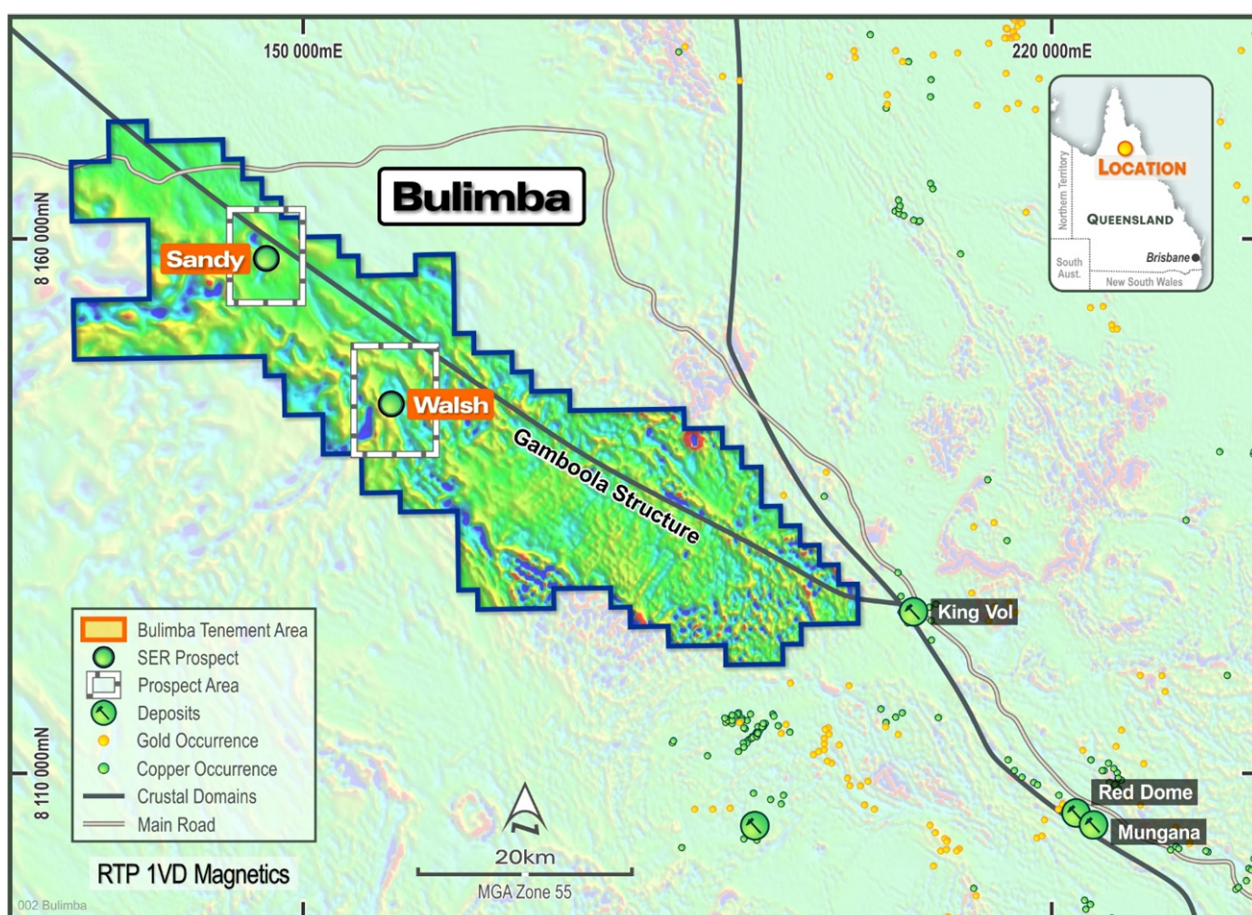 150 000mE
220 000mE
8 160 000mN
8 110 000mN
Bulimba
Sandy
Walsh
Gamboola Structure
King Vol
Red Dome
Mungana
LOCATION
Northern Territory
QUEENSLAND
South
Aust.
Brisbane
New South Wales
Bulimba Tenement Area
SER Prospect
Prospect Area
Deposits
Gold Occurrence
Copper Occurrence
Crustal Domains
Main Road
RTP 1VD Magnetics
N
20km
MGA Zone 55
002 Bulimba